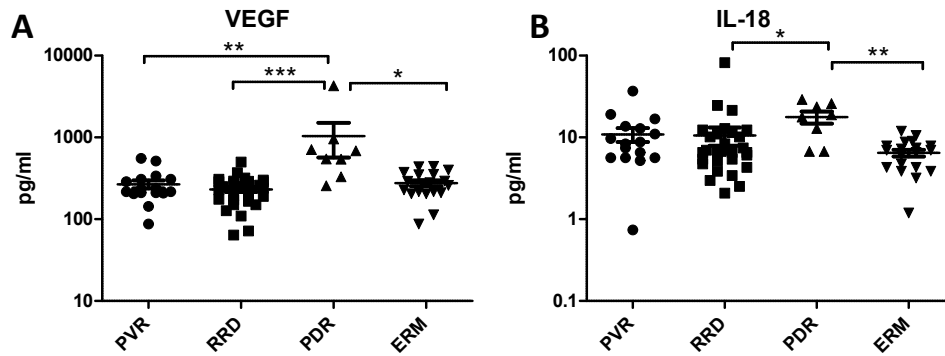 A
VEGF
pg/ml
10000
1000
100
10
**
***
*
PVR
RRD
PDR
ERM
B
IL-18
pg/ml
100
10
1
0.1
*
**
PVR
RRD
PDR
ERM